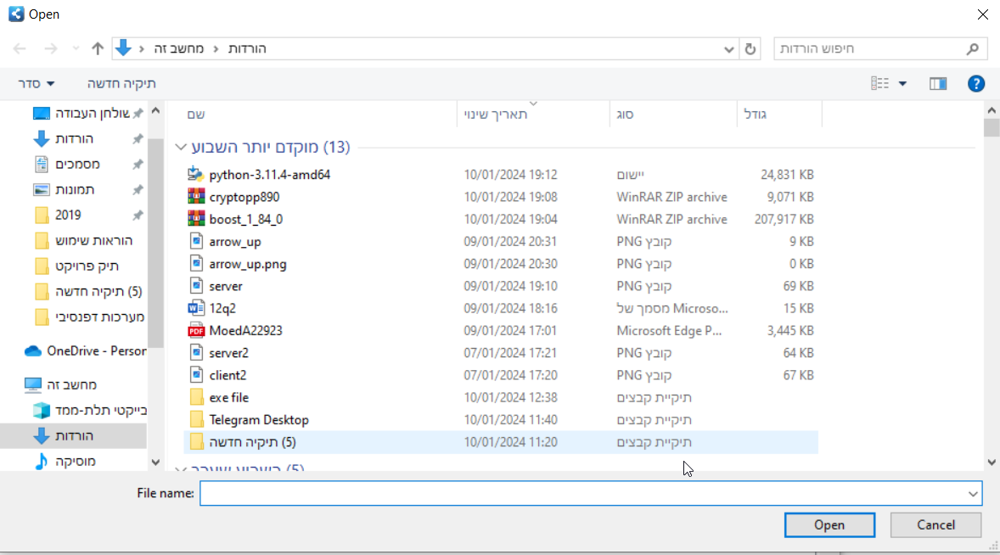 Open
הורדות
מחשב זה
חיפוש הורדות
סדר
תיקיה חדשה
שולחן העבודה
הורדות
מסמכים
תמונות
2019
הוראות שימוש
תיק פרויקט
תיקיה חדשה (5)
מערכות דפנסיבי
OneDrive - Person
מחשב זה
בייקטי תלת-ממד
הורדות
מוסיקה
שם תאריך שינוי סוג גודל
מוקדם יותר השבוע (13)
python-3.11.4-amd64 10/01/2024 19:12 יישום 24,831 KB
cryptopp890 10/01/2024 19:08 WinRAR ZIP archive 9,071 KB
boost_1_84_0 10/01/2024 19:04 WinRAR ZIP archive 207,917 KB
arrow_up 09/01/2024 20:31 קובץ PNG 9 KB
arrow_up.png 09/01/2024 20:30 קובץ PNG 0 KB
server 09/01/2024 19:10 קובץ PNG 69 KB
12q2 09/01/2024 18:16 מסמך של Microso... 15 KB
MoedA22923 09/01/2024 17:01 Microsoft Edge P... 3,445 KB
server2 07/01/2024 17:21 קובץ PNG 64 KB
client2 07/01/2024 17:20 קובץ PNG 67 KB
exe file 10/01/2024 12:38 תיקיית קבצים
Telegram Desktop 10/01/2024 11:40 תיקיית קבצים
תיקיה חדשה (5) 10/01/2024 11:20 תיקיית קבצים
בשבוע שעבר (5)
File name:
Open
Cancel